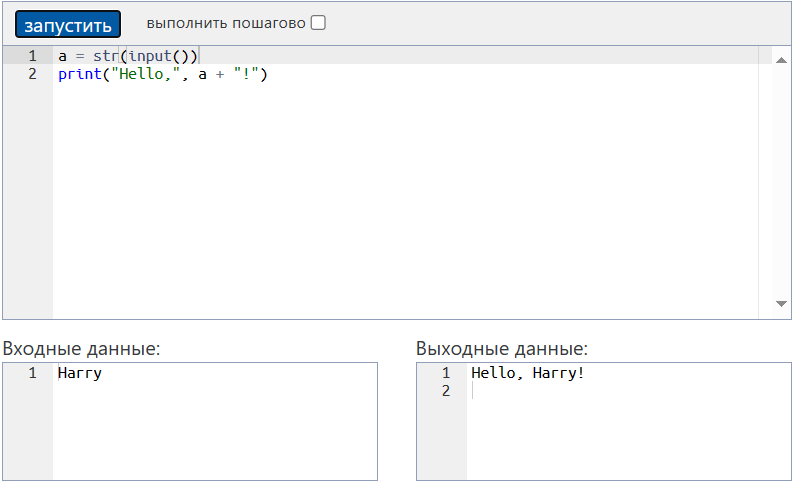 запустить выполнить пошагово
1 a = str(input())
2 print("Hello,", a + "!")
Входные данные:
1 Harry
Выходные данные:
1 Hello, Harry!
2